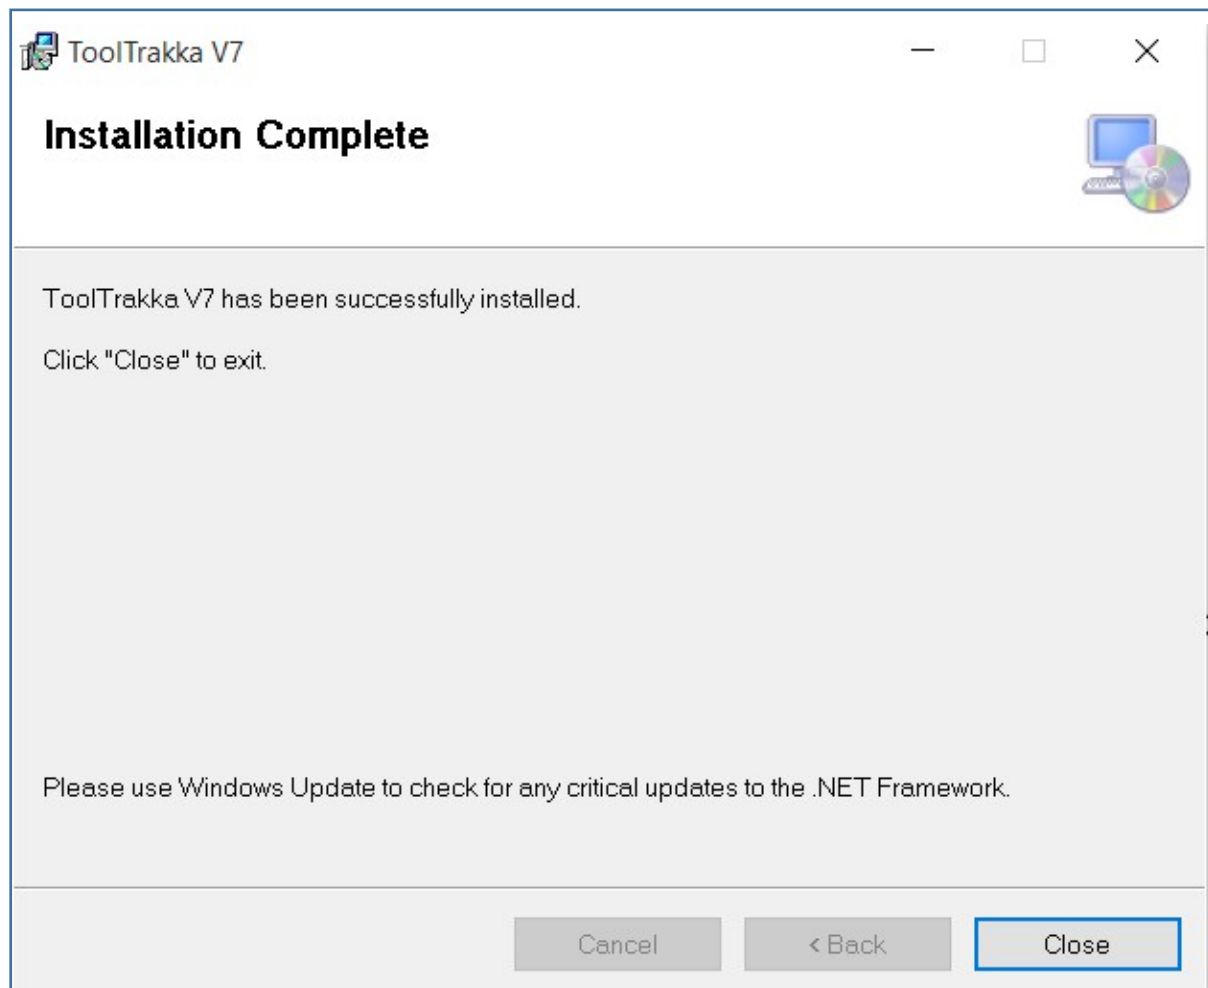 ToolTrakka V7
Installation Complete
ToolTrakka V7 has been successfully installed.
Click "Close" to exit.
Please use Windows Update to check for any critical updates to the .NET Framework.
Cancel
< Back
Close